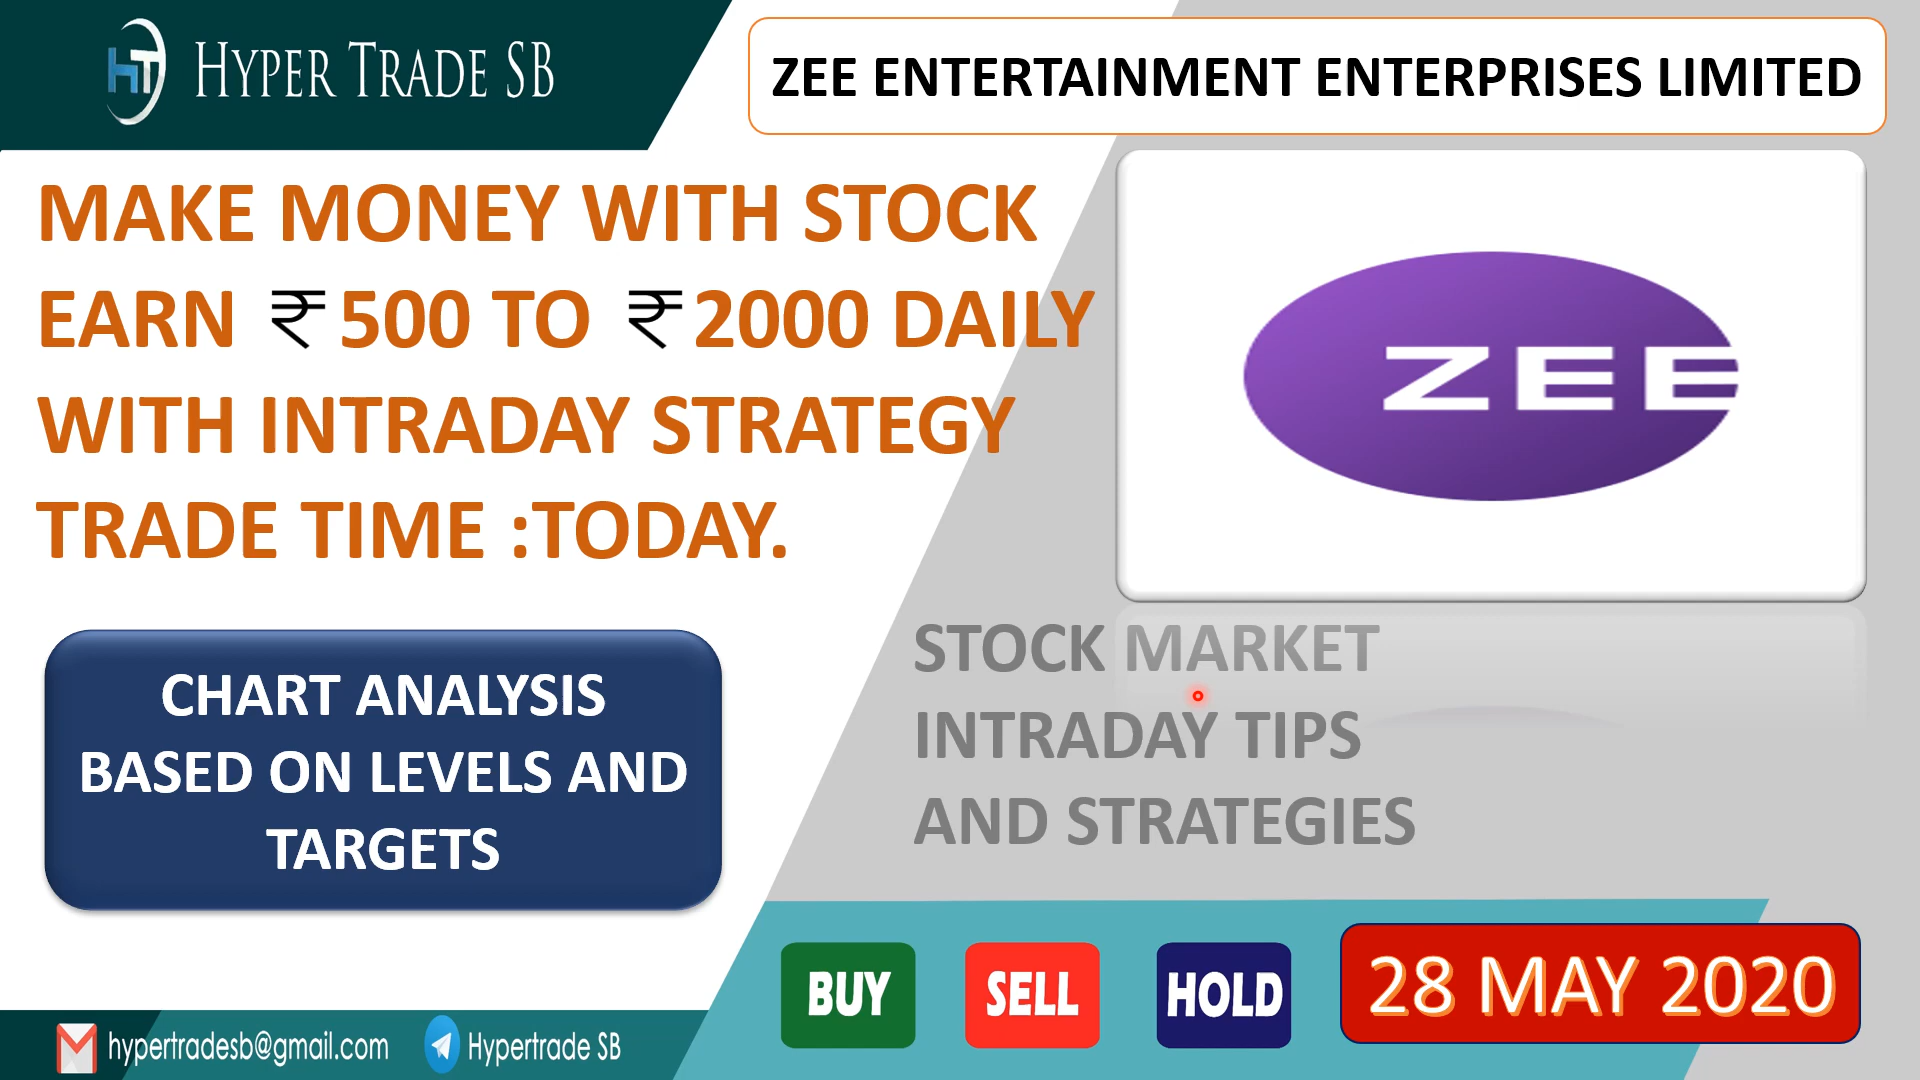 HYPER TRADE SB
ZEE ENTERTAINMENT ENTERPRISES LIMITED
MAKE MONEY WITH STOCK
EARN ₹500 TO ₹2000 DAILY
WITH INTRADAY STRATEGY
TRADE TIME :TODAY.
ZEE
CHART ANALYSIS
BASED ON LEVELS AND
TARGETS
STOCK MARKET
INTRADAY TIPS
AND STRATEGIES
BUY
SELL
HOLD
28 MAY 2020
hypertradesb@gmail.com
Hypertrade SB